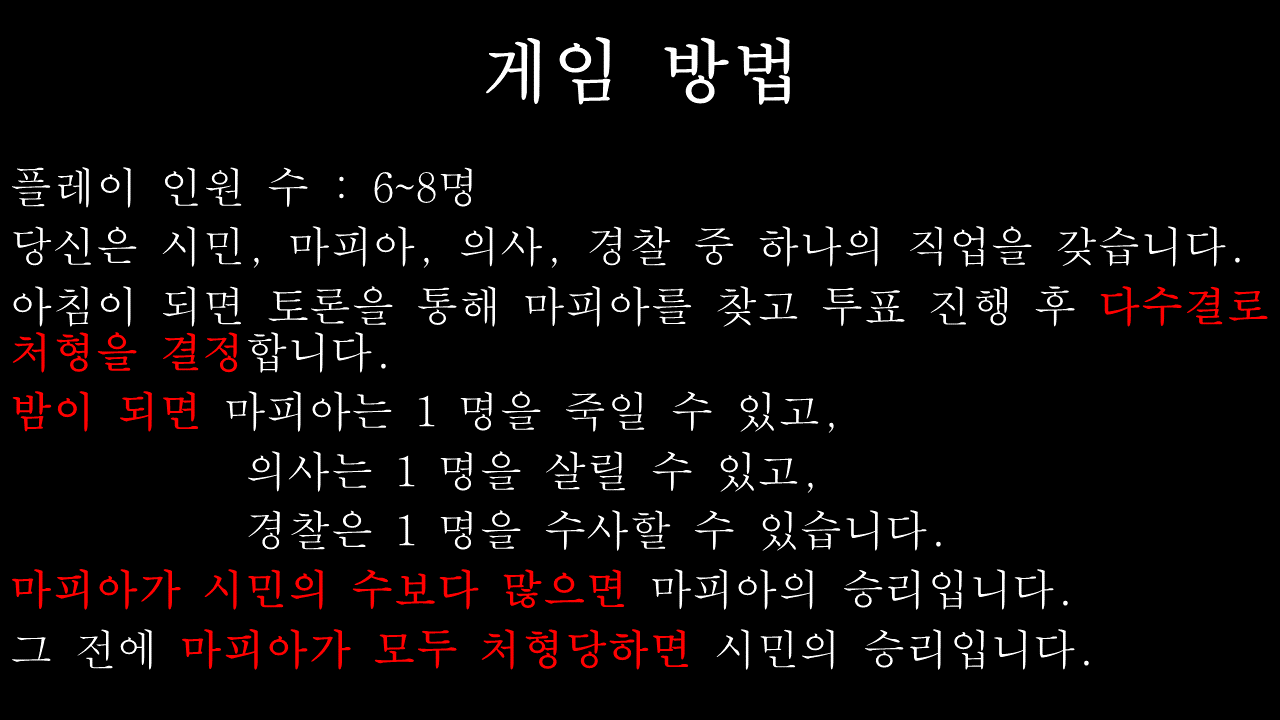 게임 방법
플레이 인원 수 : 6~8명
당신은 시민, 마피아, 의사, 경찰 중 하나의 직업을 갖습니다.
아침이 되면 토론을 통해 마피아를 찾고 투표 진행 후 다수결로
처형을 결정합니다.
밤이 되면 마피아는 1 명을 죽일 수 있고,
의사는 1 명을 살릴 수 있고,
경찰은 1 명을 수사할 수 있습니다.
마피아가 시민의 수보다 많으면 마피아의 승리입니다.
그 전에 마피아가 모두 처형당하면 시민의 승리입니다.